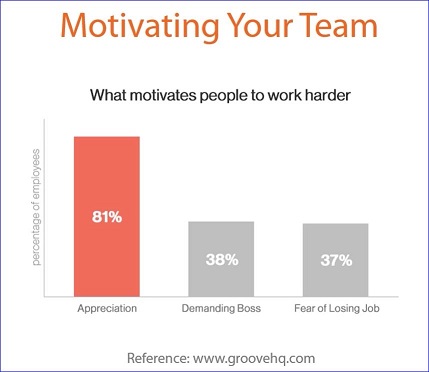 Motivating Your Team
What motivates people to work harder
percentage of employees
81%
38%
37%
Appreciation
Demanding Boss
Fear of Losing Job
Reference: www.groovehq.com